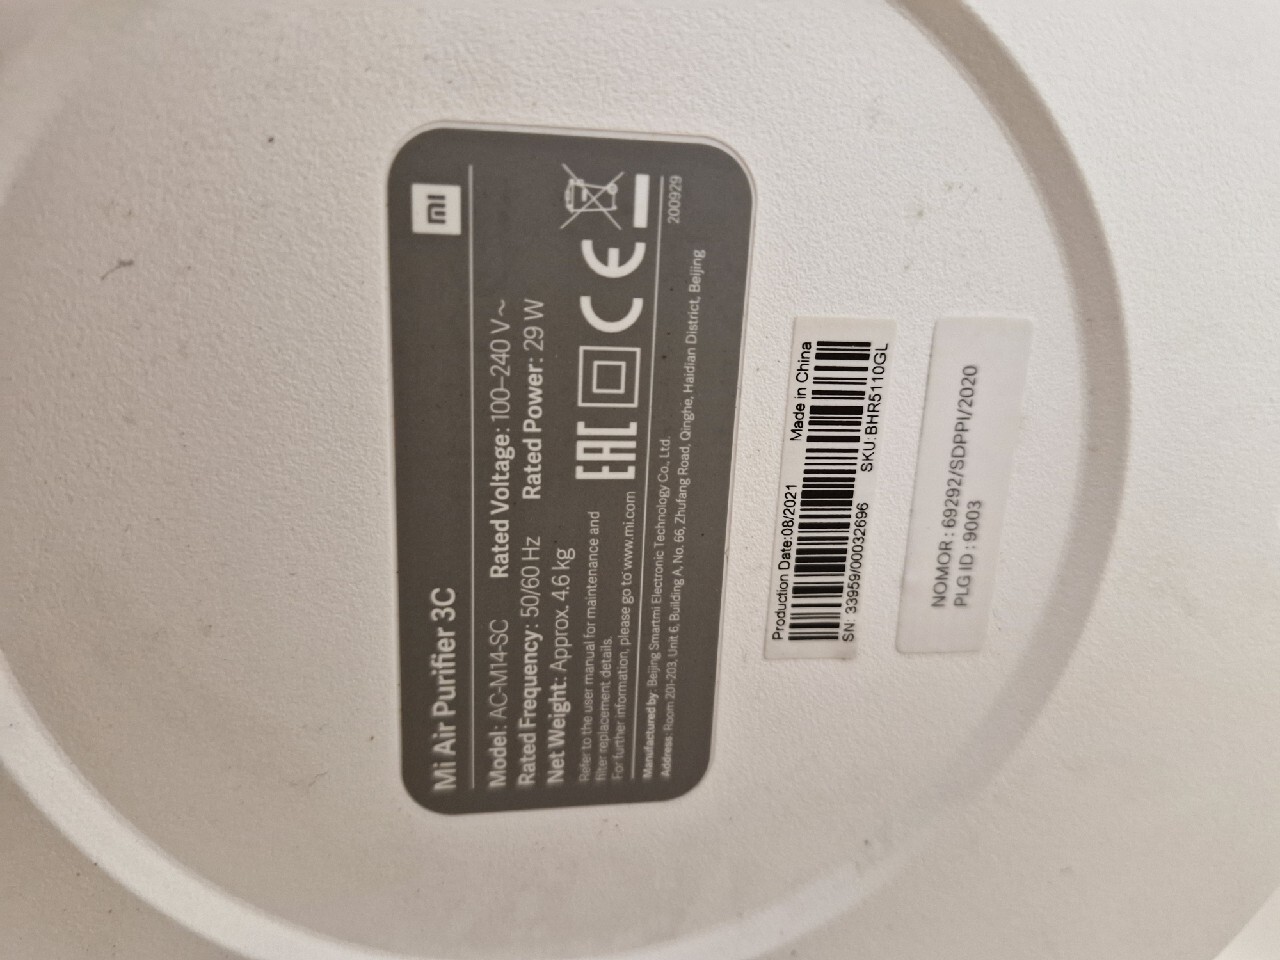 mi
Mi Air Purifier 3C
Model: AC-M14-SC Rated Voltage: 100–240 V～
Rated Frequency: 50/60 Hz Rated Power: 29 W
Net Weight: Approx. 4.6 kg
Refer to the user manual for maintenance and
filter replacement details.
For further information, please go to www.mi.com
EAC CE
Manufactured by: Beijing Smartmi Electronic Technology Co., Ltd.
Address: Room 201-203, Unit 6, Building A, No. 66, Zhufang Road, Qinghe, Haidian District, Beijing
200929
Production Date:08/2021 Made in China
SN: 33959/00032696 SKU:BHR5110GL
NOMOR : 69292/SDPPI/2020
PLG ID : 9003